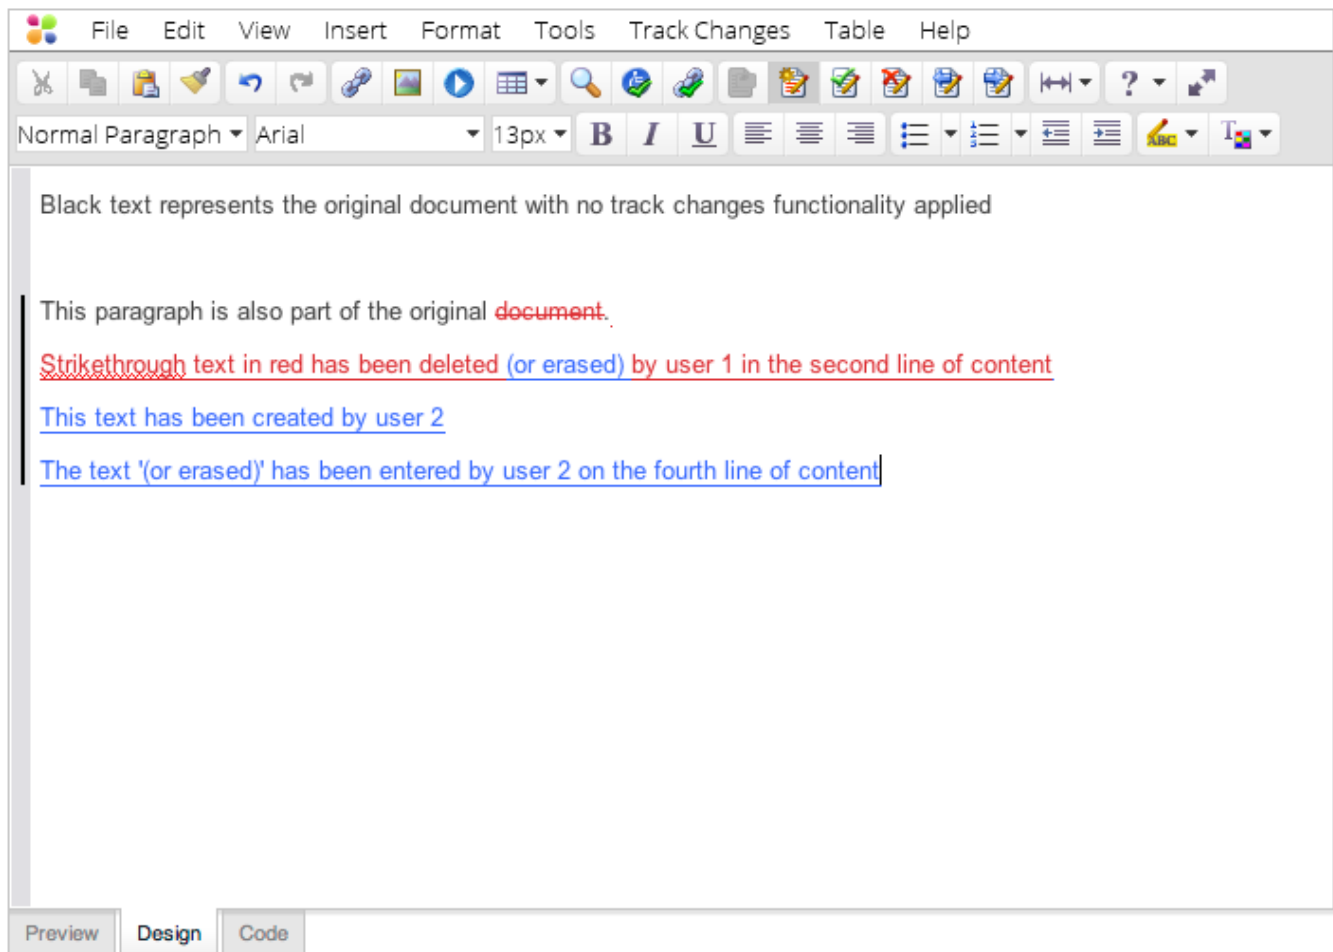 File Edit View Insert Format Tools Track Changes Table Help
Normal Paragraph Arial 13px B I U ABC T
Black text represents the original document with no track changes functionality applied
This paragraph is also part of the original document.
Strikethrough text in red has been deleted (or erased) by user 1 in the second line of content
This text has been created by user 2
The text '(or erased)' has been entered by user 2 on the fourth line of content
Preview Design Code